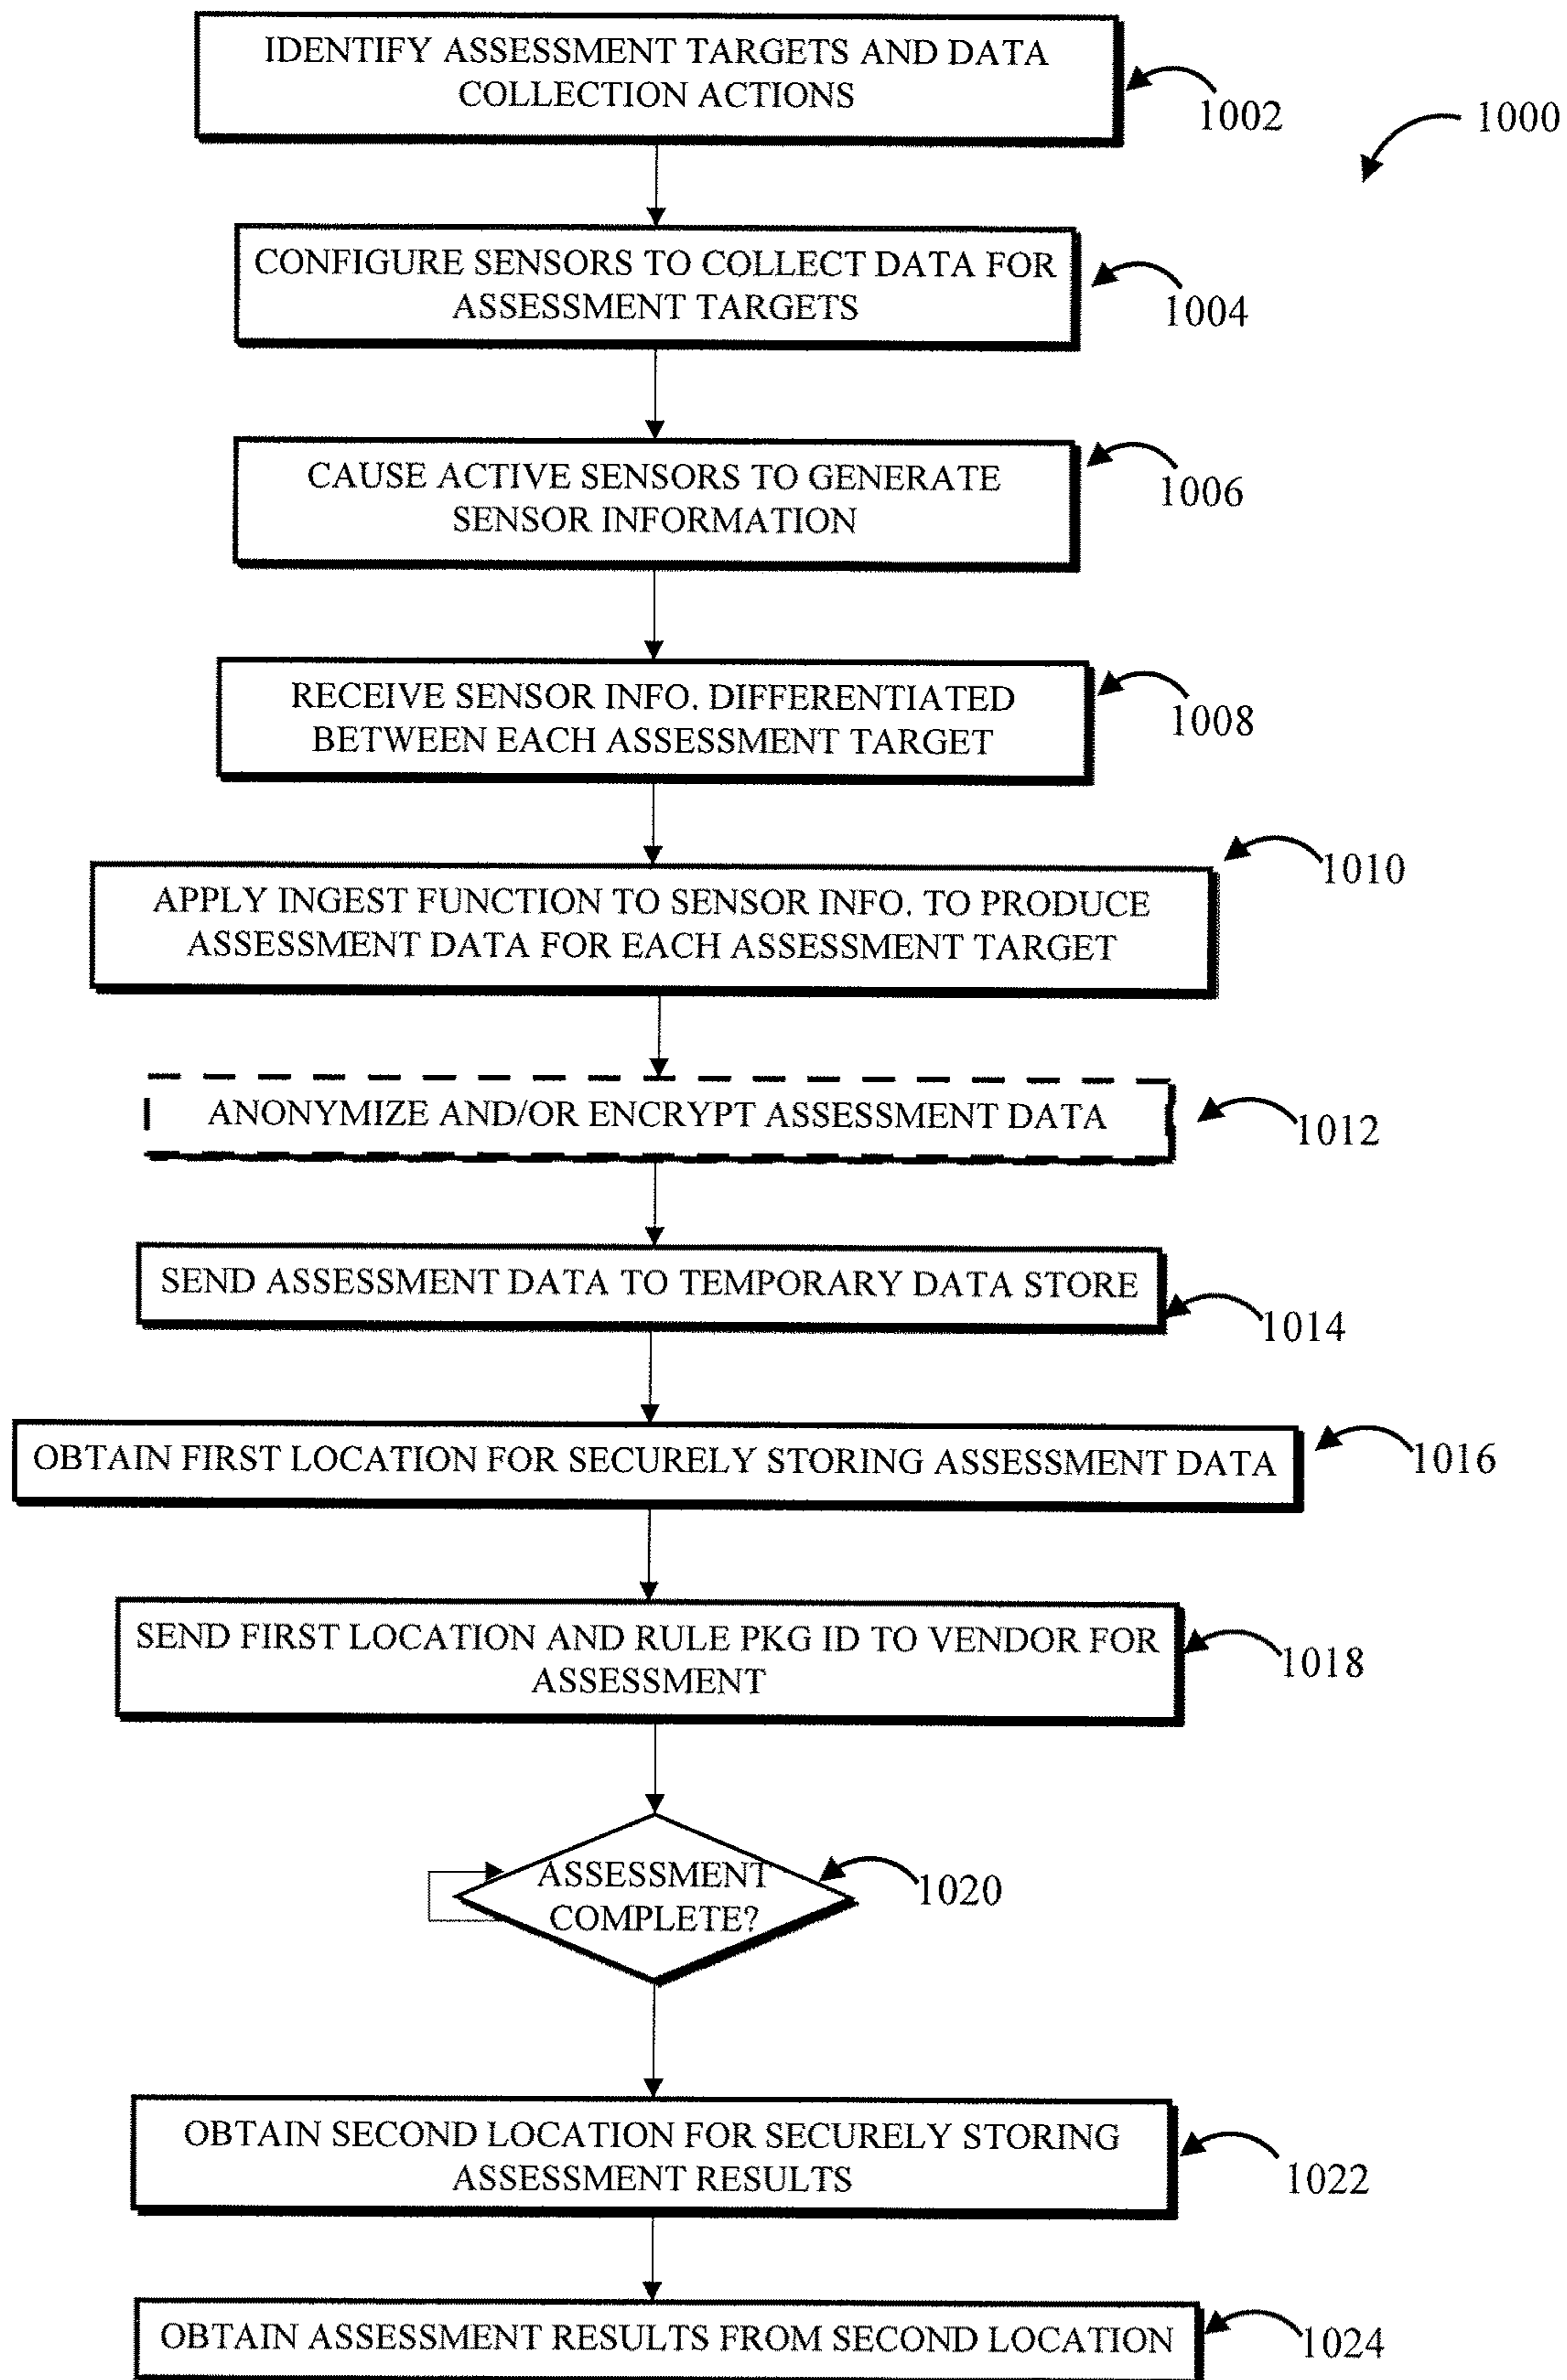 IDENTIFY ASSESSMENT TARGETS AND DATA
COLLECTION ACTIONS
1002
1000
CONFIGURE SENSORS TO COLLECT DATA FOR
ASSESSMENT TARGETS
1004
CAUSE ACTIVE SENSORS TO GENERATE
SENSOR INFORMATION
1006
RECEIVE SENSOR INFO. DIFFERENTIATED
BETWEEN EACH ASSESSMENT TARGET
1008
APPLY INGEST FUNCTION TO SENSOR INFO. TO PRODUCE
ASSESSMENT DATA FOR EACH ASSESSMENT TARGET
1010
ANONYMIZE AND/OR ENCRYPT ASSESSMENT DATA
1012
SEND ASSESSMENT DATA TO TEMPORARY DATA STORE
1014
OBTAIN FIRST LOCATION FOR SECURELY STORING ASSESSMENT DATA
1016
SEND FIRST LOCATION AND RULE PKG ID TO VENDOR FOR
ASSESSMENT
1018
ASSESSMENT
COMPLETE?
1020
OBTAIN SECOND LOCATION FOR SECURELY STORING
ASSESSMENT RESULTS
1022
OBTAIN ASSESSMENT RESULTS FROM SECOND LOCATION
1024